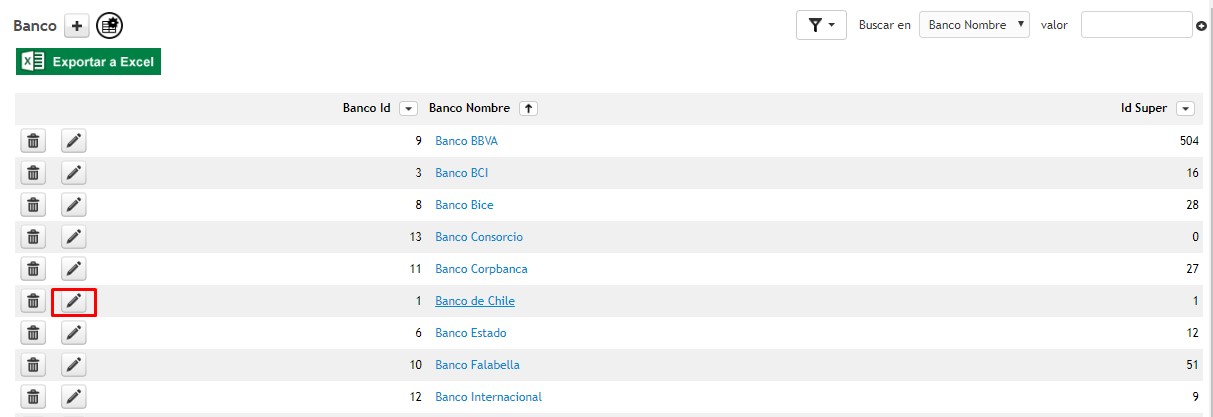 Banco
Buscar en Banco Nombre valor
Exportar a Excel
Banco Id Banco Nombre Id Super
9 Banco BBVA 504
3 Banco BCI 16
8 Banco Bice 28
13 Banco Consorcio 0
11 Banco Corpbanca 27
1 Banco de Chile 1
6 Banco Estado 12
10 Banco Falabella 51
12 Banco Internacional 9